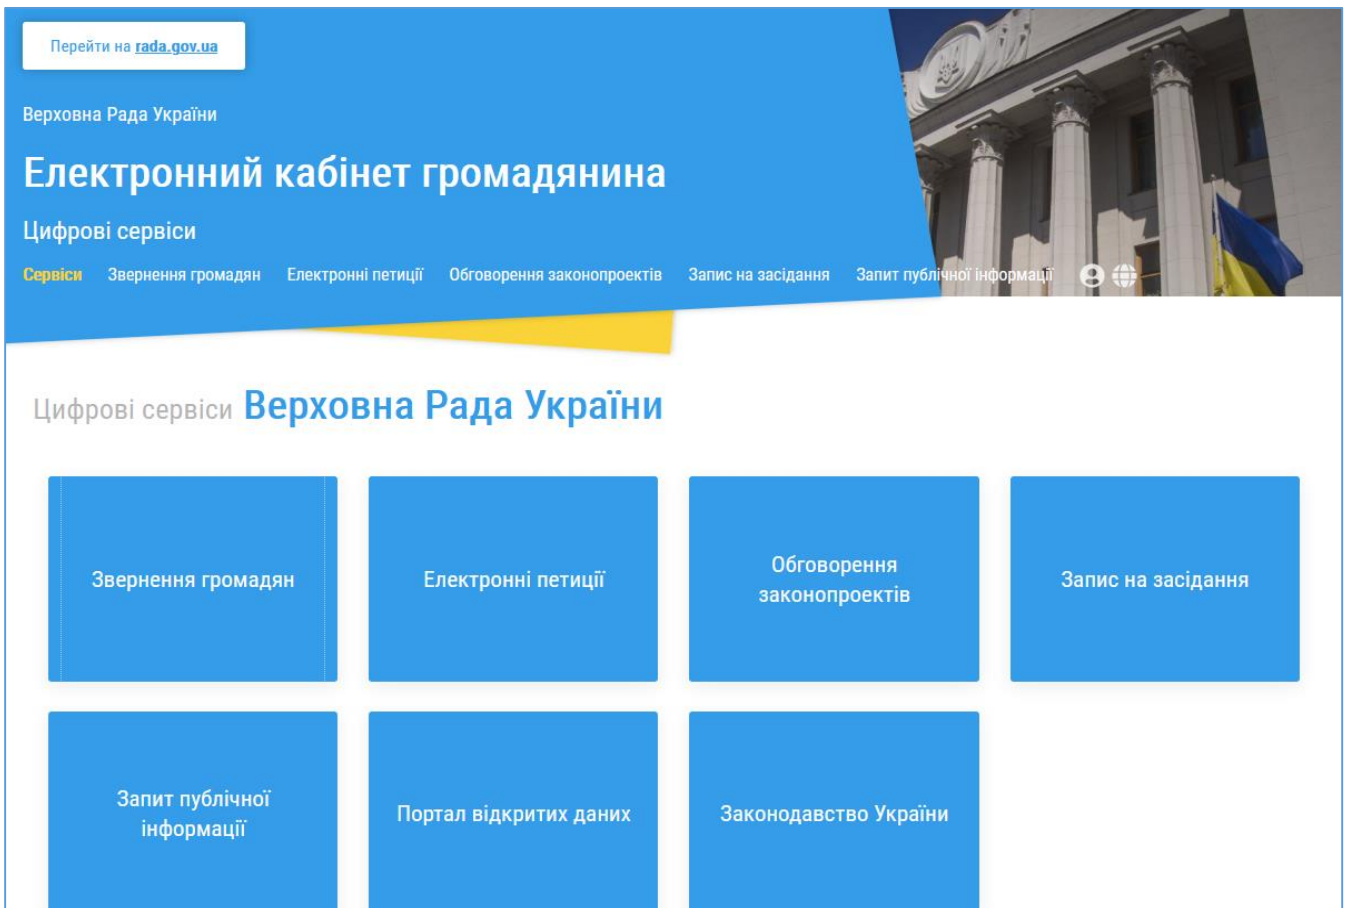 Перейти на rada.gov.ua
Верховна Рада України
Електронний кабінет громадянина
Цифрові сервіси
Сервіси Звернення громадян Електронні петиції Обговорення законопроектів Запис на засідання Запит публічної інформації
Цифрові сервіси Верховна Рада України
Звернення громадян
Електронні петиції
Обговорення
законопроектів
Запис на засідання
Запит публічної
інформації
Портал відкритих даних
Законодавство України